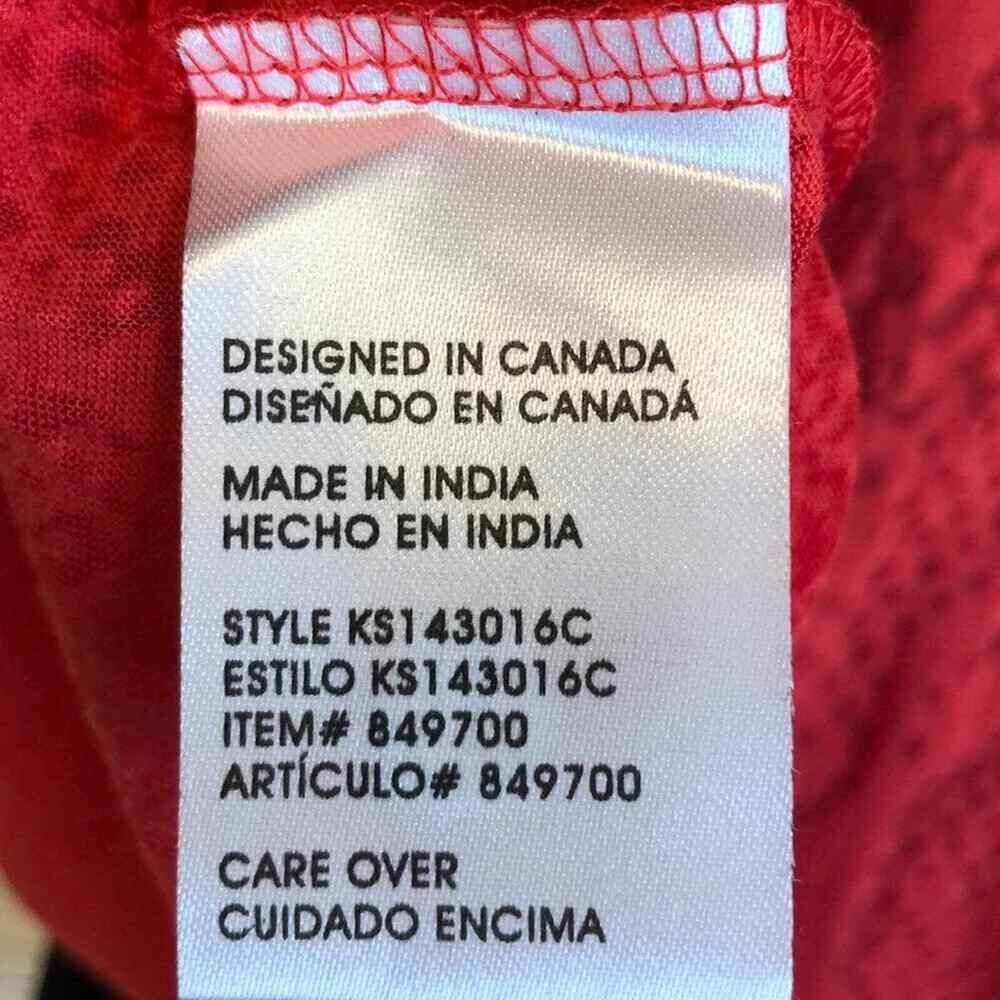 DESIGNED IN CANADA
DISEÑADO EN CANADÁ
MADE IN INDIA
HECHO EN INDIA
STYLE KS143016C
ESTILO KS143016C
ITEM# 849700
ARTÍCULO# 849700
CARE OVER
CUIDADO ENCIMA